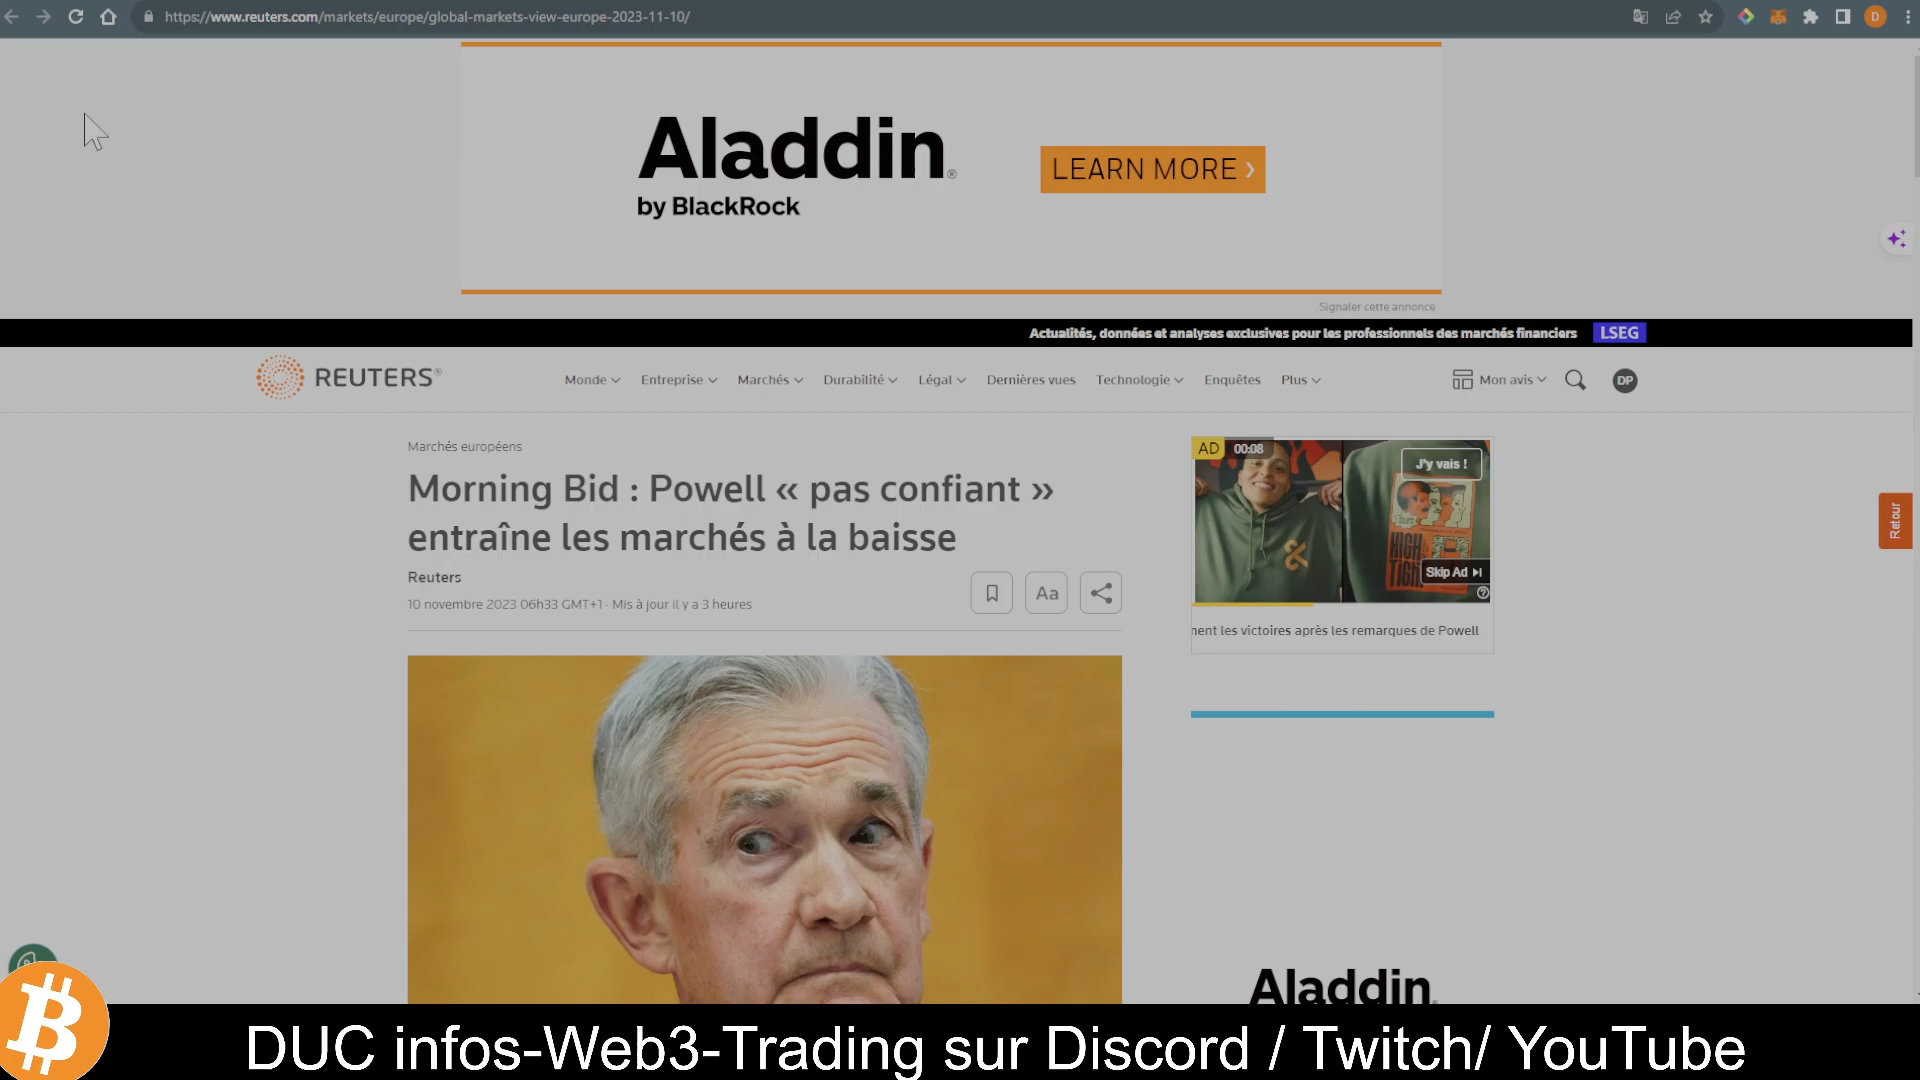 https://www.reuters.com/markets/europe/global-markets-view-europe-2023-11-10/
D
Aladdin®
by BlackRock
LEARN MORE
Signaler cette annonce
Actualités, données et analyses exclusives pour les professionnels des marchés financiers LSEG
REUTERS®
Monde Entreprise Marchés Durabilité Légal Dernières vues Technologie Enquêtes Plus
Mon avis
DP
Marchés européens
Morning Bid : Powell « pas confiant »
entraîne les marchés à la baisse
Reuters
10 novembre 2023 06h33 GMT+1 · Mis à jour il y a 3 heures
Aa
AD 00:08
J'y vais !
HIGH
Skip Ad
nent les victoires après les remarques de Powell
Retour
Aladdin
DUC infos-Web3-Trading sur Discord / Twitch/ YouTube